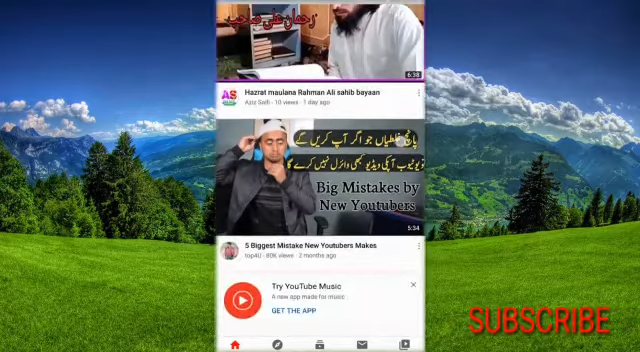 رحمان علی صاحب
6:38
AS
Hazrat maulana Rahman Ali sahib bayaan
Aziz Safi - 10 views · 1 day ago
پانچ غلطیاں جو اگر آپ کریں گے
تو یوٹیوب آپکی ویڈیو کبھی وائرل نہیں کرے گا
Big Mistakes by
New Youtubers
5:34
5 Biggest Mistake New Youtubers Makes
top4U · 80K views · 2 months ago
Try YouTube Music
A new app made for music
GET THE APP
SUBSCRIBE